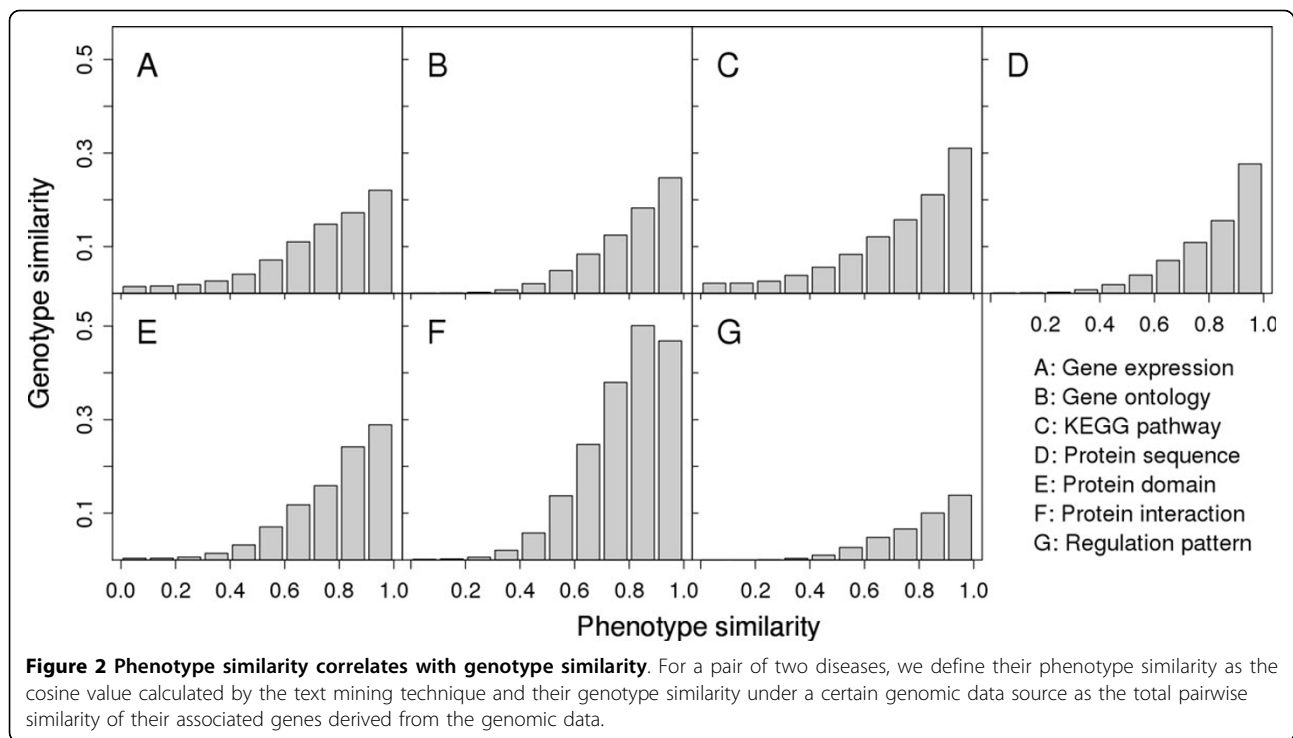 A
B
C
D
0.5
0.3
0.1
Genotype similarity
0.2 0.4 0.6 0.8 1.0
E
F
G
0.5
0.3
0.1
A: Gene expression
B: Gene ontology
C: KEGG pathway
D: Protein sequence
E: Protein domain
F: Protein interaction
G: Regulation pattern
0.0 0.2 0.4 0.6 0.8 1.0
0.2 0.4 0.6 0.8 1.0
0.2 0.4 0.6 0.8 1.0
Phenotype similarity
Figure 2 Phenotype similarity correlates with genotype similarity. For a pair of two diseases, we define their phenotype similarity as the
cosine value calculated by the text mining technique and their genotype similarity under a certain genomic data source as the total pairwise
similarity of their associated genes derived from the genomic data.